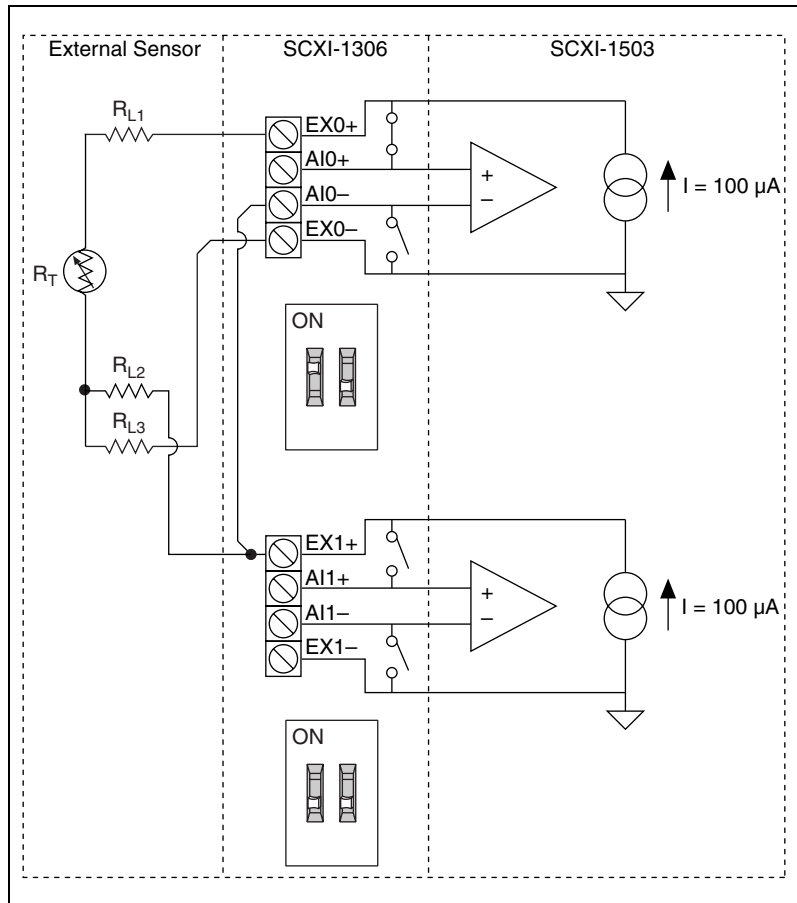 External Sensor
SCXI-1306
SCXI-1503
RL1
EX0+
AI0+
AI0–
EX0–
+
–
I = 100 µA
RT
ON
RL2
RL3
EX1+
AI1+
AI1–
EX1–
+
–
I = 100 µA
ON